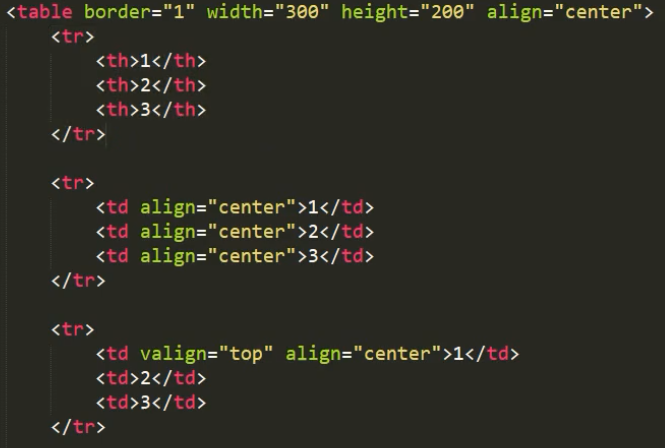 <table border="1" width="300" height="200" align="center">
<tr>
<th>1</th>
<th>2</th>
<th>3</th>
</tr>
<tr>
<td align="center">1</td>
<td align="center">2</td>
<td align="center">3</td>
</tr>
<tr>
<td valign="top" align="center">1</td>
<td>2</td>
<td>3</td>
</tr>